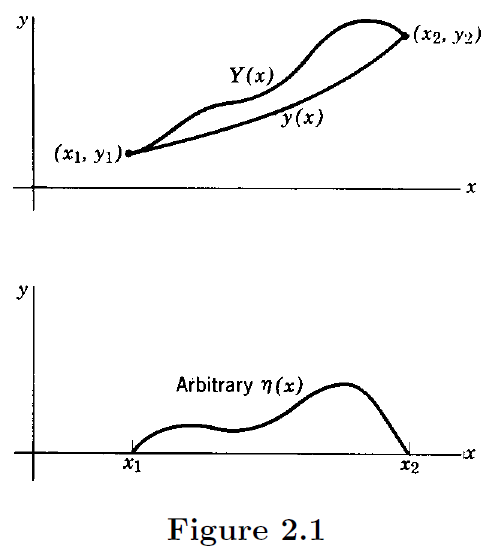 y
(x₂, y₂)
Y(x)
y(x)
(x₁, y₁)
x
y
Arbitrary η(x)
x
x₁
x₂
Figure 2.1